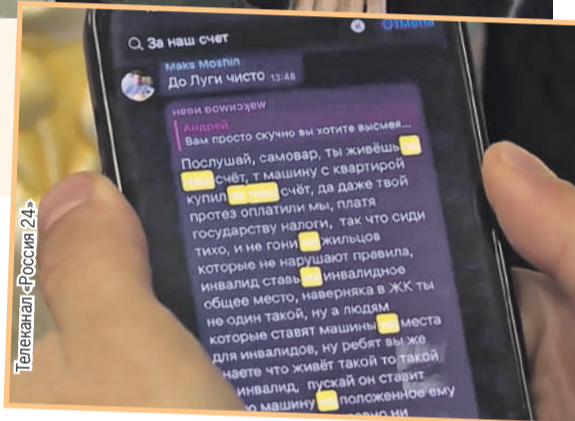 Отмена
За наш счет
Maks Moshin
До Луги чисто 13:48
Андрей
Вам просто скучно вы хотите высмея...
Послушай, самовар, ты живёшь за
наш счёт, т машину с квартирой
купил за наш счёт, да даже твой
протез оплатили мы, платя
государству налоги, так что сиди
тихо, и не гони на жильцов
которые не нарушают правила,
инвалид ставь на инвалидное
общее место, наверняка в ЖК ты
не один такой, ну а людям
которые ставят машины на места
для инвалидов, ну ребят вы же
наете что живёт такой то такой
инвалид, пускай он ставит
ю машину на положенное ему
ни
Телеканал «Россия 24»